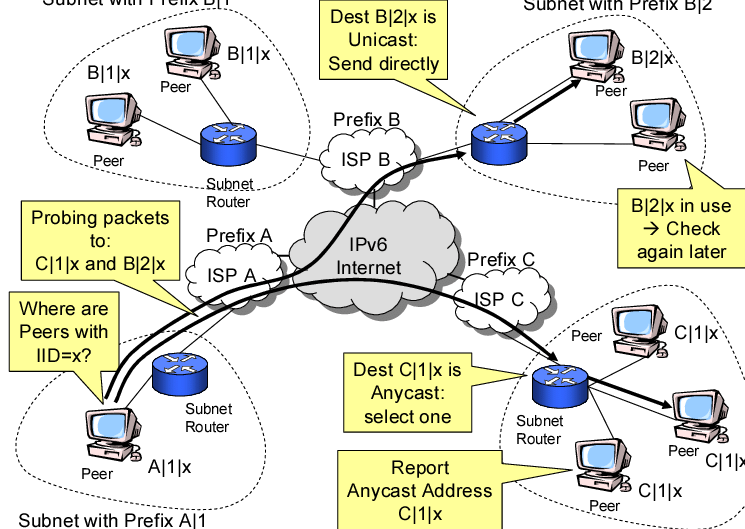 Subnet with Prefix B|1
Subnet with Prefix B|2
Dest B|2|x is
Unicast:
Send directly
B|1|x
Peer
B|1|x
Peer
Subnet
Router
Prefix B
ISP B
B|2|x
Peer
Peer
B|2|x in use
→ Check
again later
Probing packets
to:
C|1|x and B|2|x
Prefix A
ISP A
IPv6
Internet
Prefix C
ISP C
Where are
Peers with
IID=x?
Subnet
Router
Peer
A|1|x
Subnet with Prefix A|1
Dest C|1|x is
Anycast:
select one
Subnet
Router
Peer
C|1|x
Peer
C|1|x
Peer
C|1|x
Report
Anycast Address
C|1|x